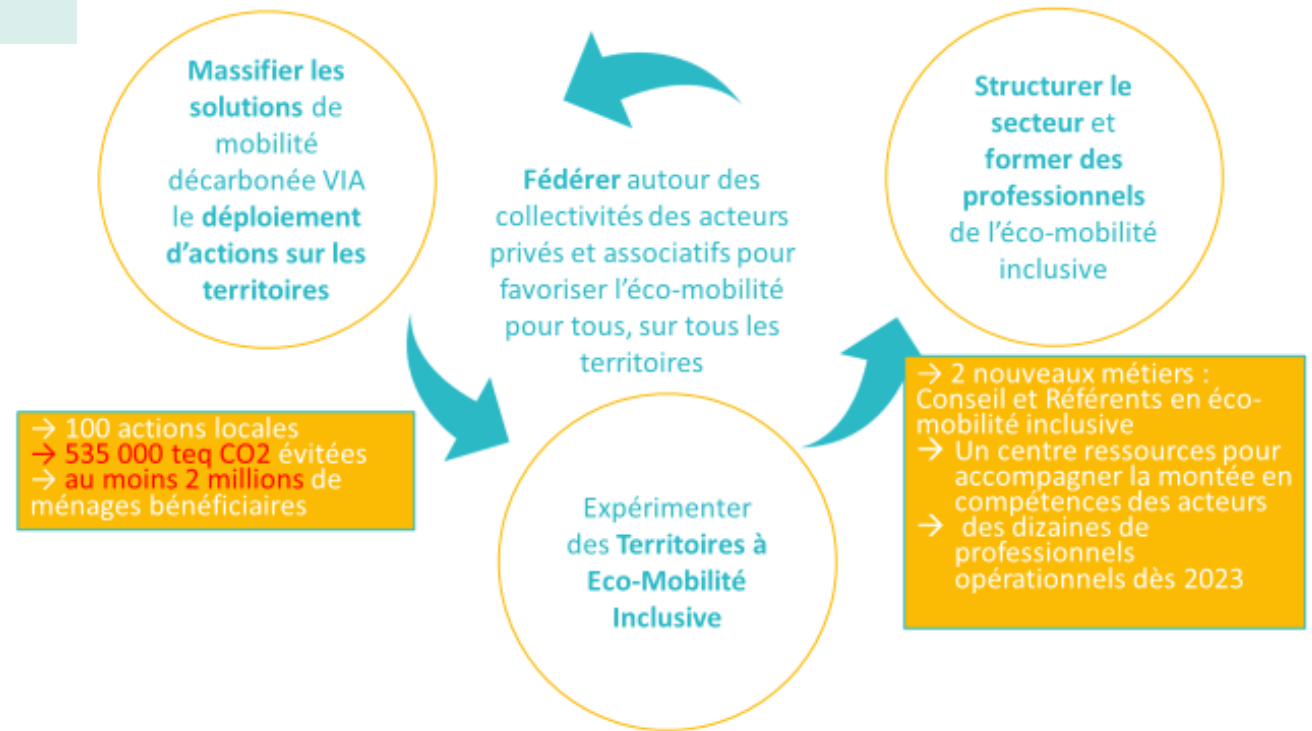 Massifier les
solutions de
mobilité
décarbonée VIA
le déploiement
d'actions sur les
territoires
→ 100 actions locales
→ 535 000 teq CO2 évitées
→ au moins 2 millions de
ménages bénéficiaires
Fédérer autour des
collectivités des acteurs
privés et associatifs pour
favoriser l'éco-mobilité
pour tous, sur tous les
territoires
Expérimenter
des Territoires à
Eco-Mobilité
Inclusive
Structurer le
secteur et
former des
professionnels
de l'éco-mobilité
inclusive
→ 2 nouveaux métiers :
Conseil et Référents en éco-
mobilité inclusive
→ Un centre ressources pour
accompagner la montée en
compétences des acteurs
→ des dizaines de
professionnels
opérationnels dès 2023